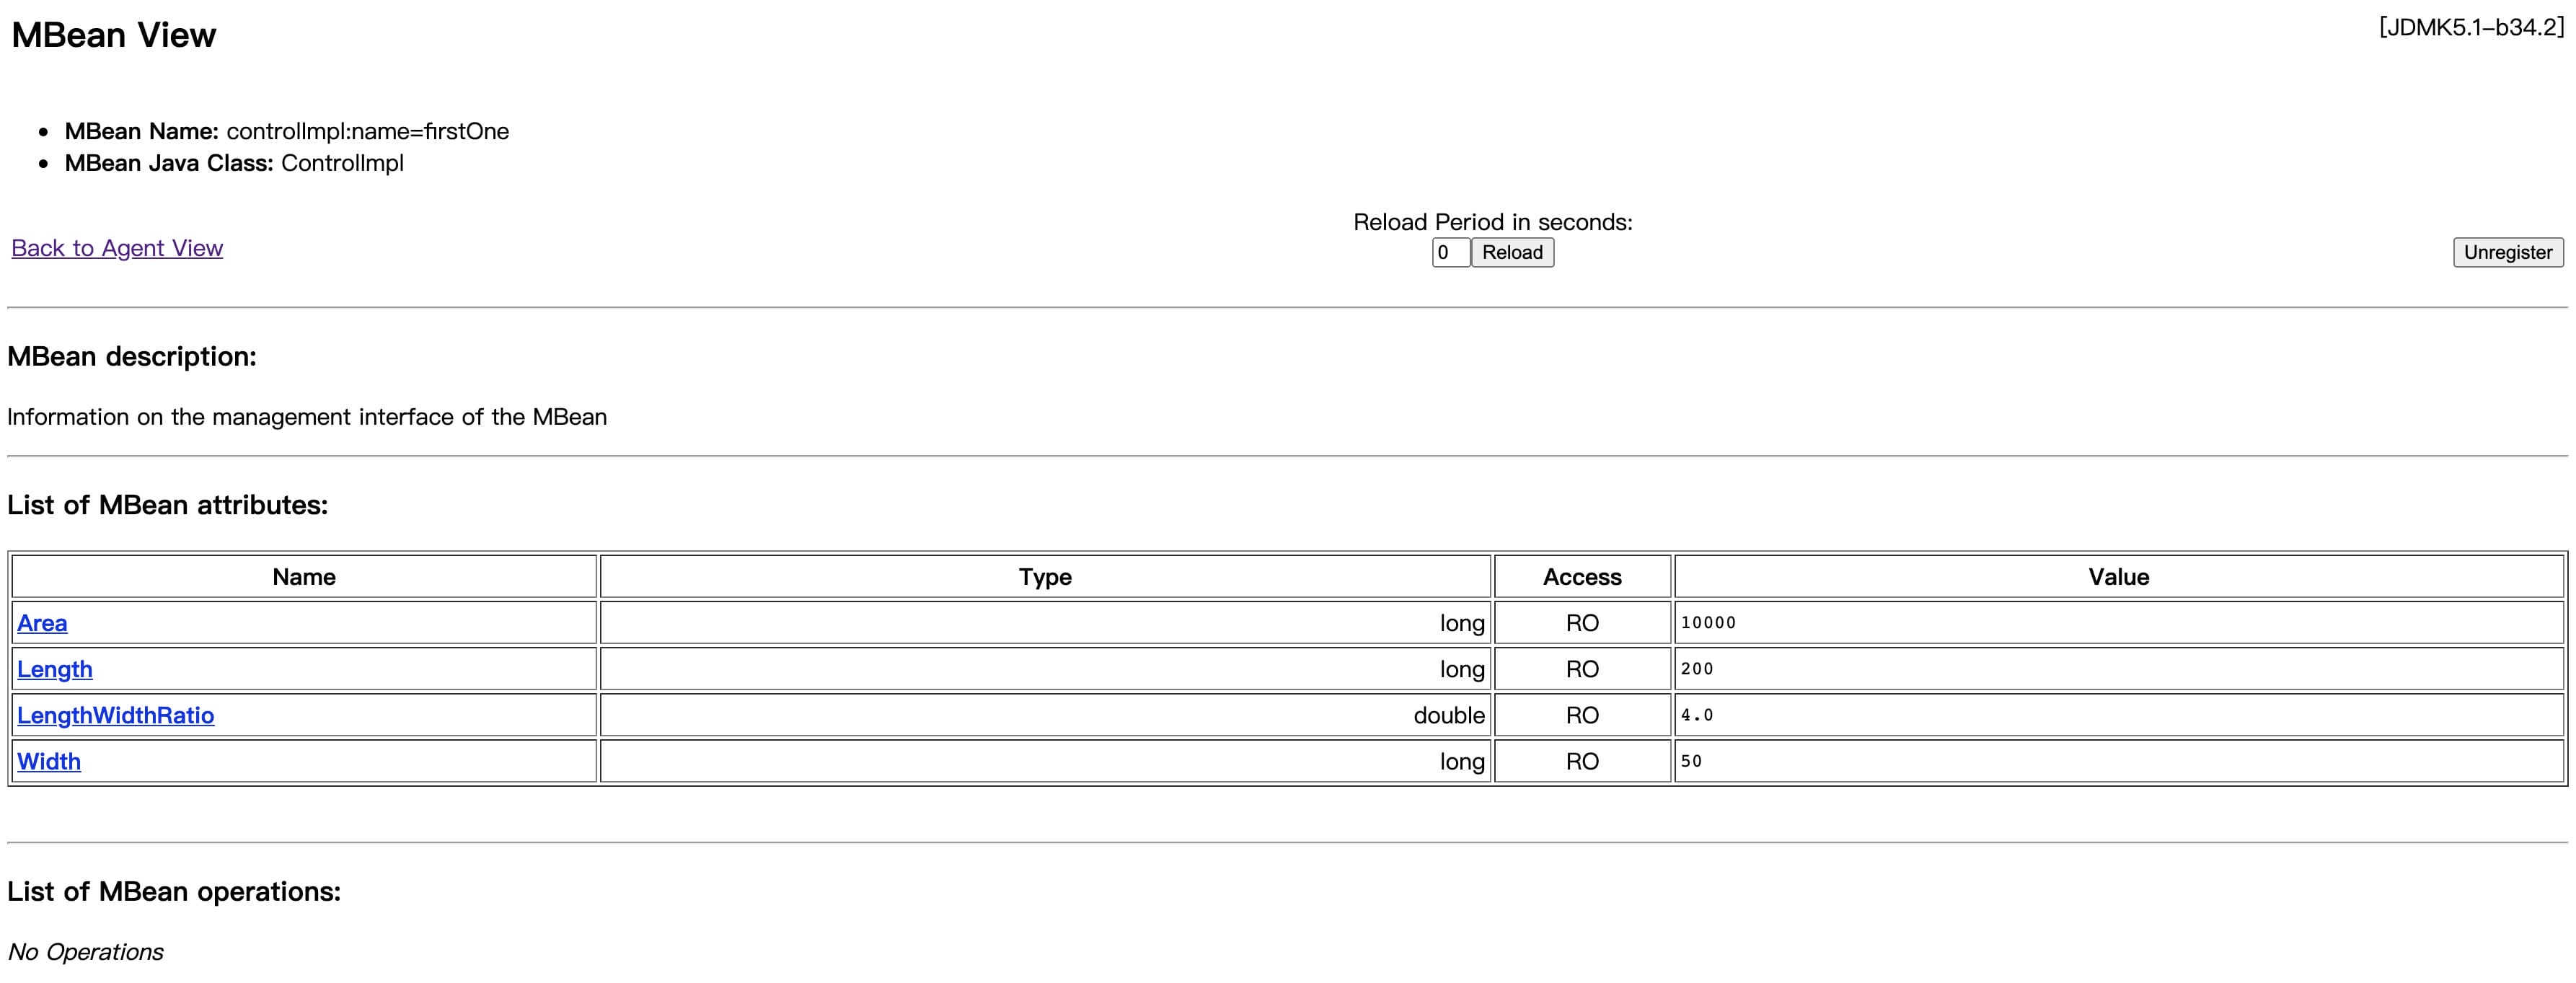 MBean View
[JDMK5.1-b34.2]
MBean Name: controlImpl:name=firstOne
MBean Java Class: ControlImpl
Reload Period in seconds:
Back to Agent View
0 Reload
Unregister
MBean description:
Information on the management interface of the MBean
List of MBean attributes:
Name Type Access Value
Area long RO 10000
Length long RO 200
LengthWidthRatio double RO 4.0
Width long RO 50
List of MBean operations:
No Operations